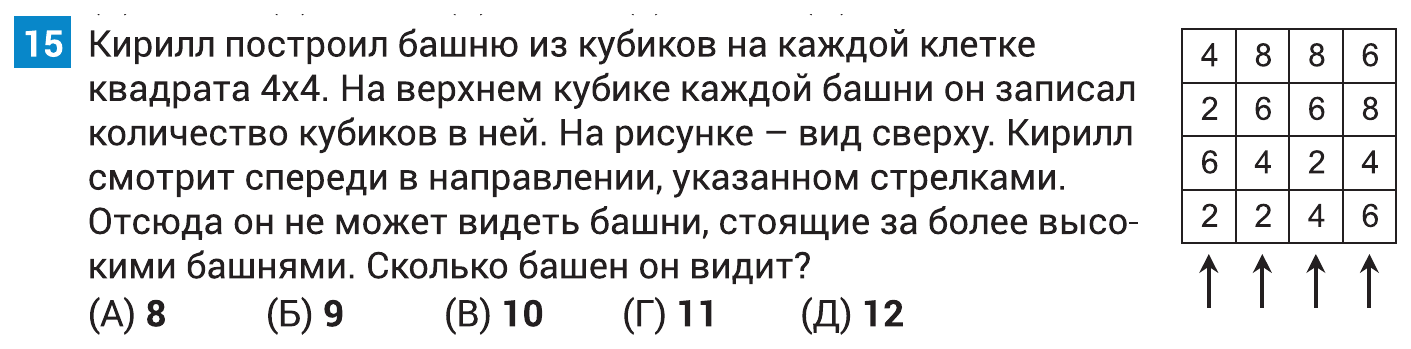 15 Кирилл построил башню из кубиков на каждой клетке
квадрата 4х4. На верхнем кубике каждой башни он записал
количество кубиков в ней. На рисунке – вид сверху. Кирилл
смотрит спереди в направлении, указанном стрелками.
Отсюда он не может видеть башни, стоящие за более высо-
кими башнями. Сколько башен он видит?
(А) 8 (Б) 9 (В) 10 (Г) 11 (Д) 12
4 8 8 6
2 6 6 8
6 4 2 4
2 2 4 6